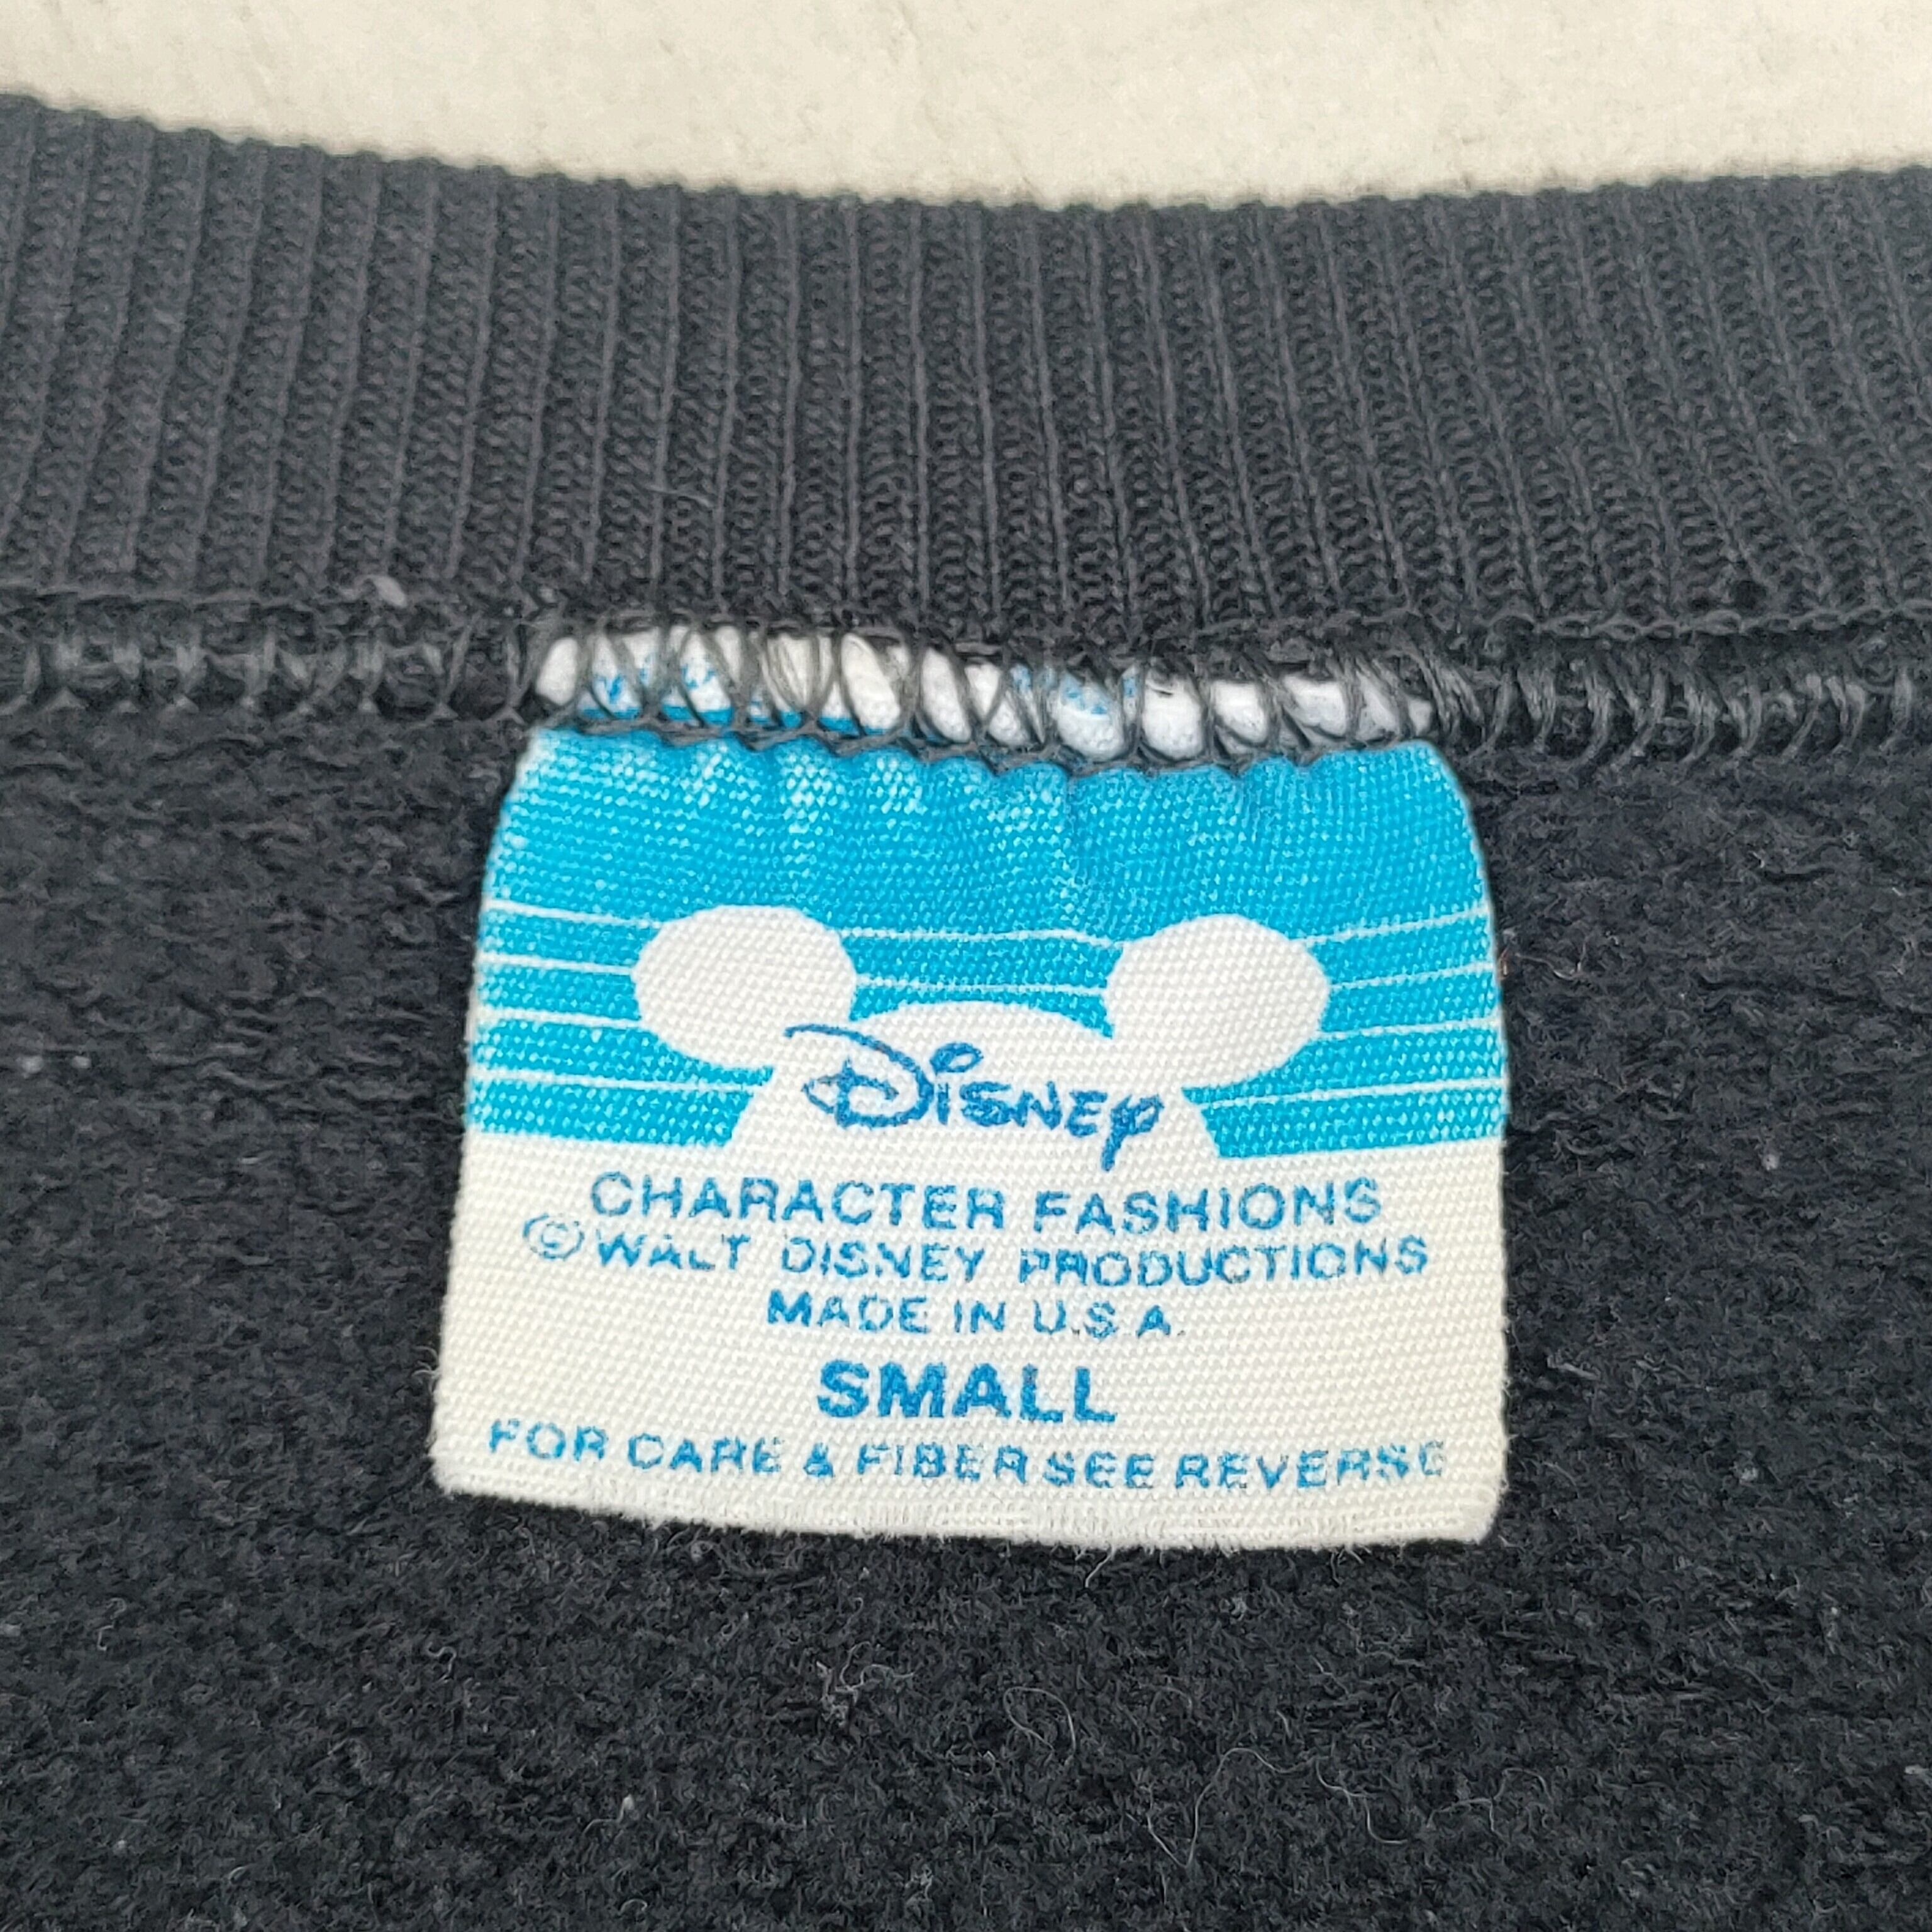 Disney
CHARACTER FASHIONS
©WALT DISNEY PRODUCTIONS
MADE IN U.S.A.
SMALL
FOR CARE & FIBER SEE REVERSE